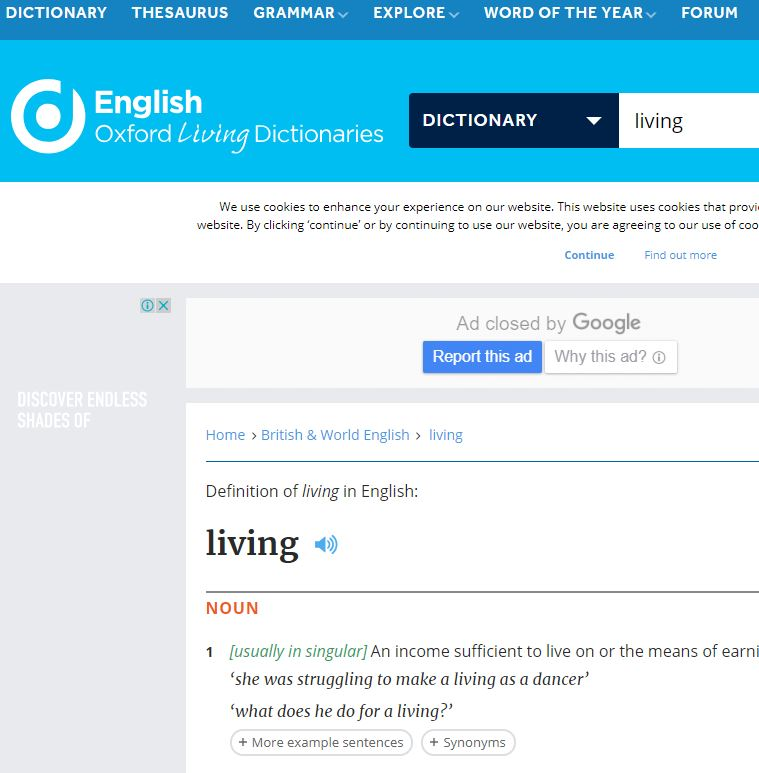 DICTIONARY THESAURUS GRAMMAR EXPLORE WORD OF THE YEAR FORUM
English
Oxford Living Dictionaries
DICTIONARY living
We use cookies to enhance your experience on our website. This website uses cookies that provi
website. By clicking ‘continue’ or by continuing to use our website, you are agreeing to our use of coo
Continue Find out more
Ad closed by Google
Report this ad Why this ad?
DISCOVER ENDLESS
SHADES OF
Home > British & World English > living
Definition of living in English:
living
NOUN
1 [usually in singular] An income sufficient to live on or the means of earni
‘she was struggling to make a living as a dancer’
‘what does he do for a living?’
+ More example sentences + Synonyms